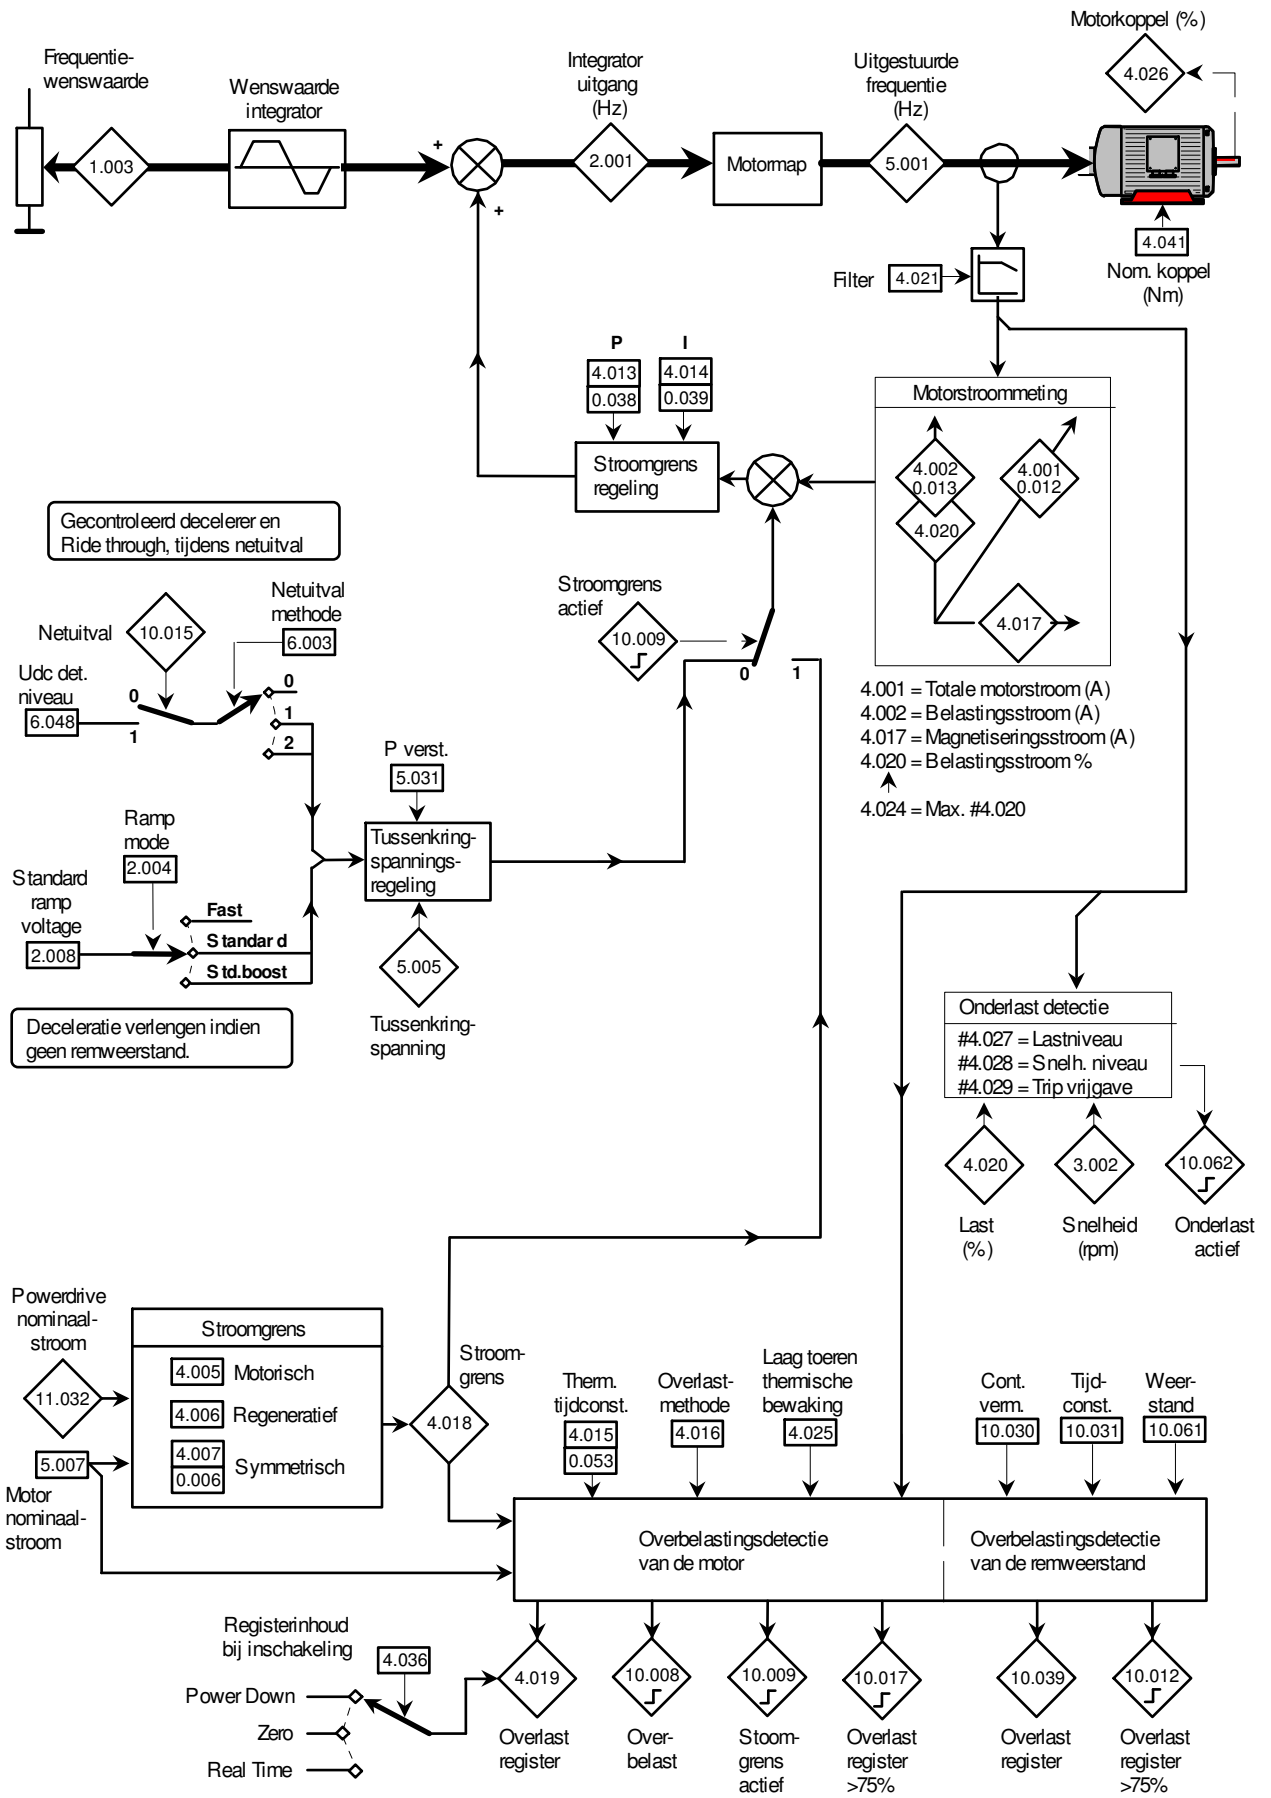 Motorkoppel (%)
4.026
Frequentie-
wenswaarde
1.003
Wenswaarde
integrator
+
+
Integrator
uitgang
(Hz)
2.001
Motormap
Uitgestuurde
frequentie
(Hz)
5.001
4.041
Nom. koppel
(Nm)
Filter
4.021
P
I
4.013
0.038
4.014
0.039
Stroomgrens
regeling
Motorstroommeting
4.002
0.013
4.020
4.001
0.012
4.017
4.001 = Totale motorstroom (A)
4.002 = Belastingsstroom (A)
4.017 = Magnetiseringsstroom (A)
4.020 = Belastingsstroom %
4.024 = Max. #4.020
Gecontroleerd decelerer en
Ride through, tijdens netuitval
Netuitval
10.015
Netuitval
methode
6.003
Udc det.
niveau
6.048
0
1
0
1
2
Stroomgrens
actief
10.009
0
1
P verst.
5.031
Tussenkring-
spannings-
regeling
5.005
Tussenkring-
spanning
Ramp
mode
2.004
Standard
ramp
voltage
2.008
Fast
Standar d
Std.boost
Deceleratie verlengen indien
geen remweerstand.
Onderlast detectie
#4.027 = Lastniveau
#4.028 = Snelh. niveau
#4.029 = Trip vrijgave
4.020
3.002
10.062
Last
(%)
Snelheid
(rpm)
Onderlast
actief
Powerdrive
nominaal-
stroom
11.032
5.007
Motor
nominaal-
stroom
Stroomgrens
4.005 Motorisch
4.006 Regeneratief
4.007
0.006
Symmetrisch
Stroom-
grens
4.018
Therm.
tijdconst.
4.015
0.053
Overlast-
methode
4.016
Laag toeren
thermische
bewaking
4.025
Cont.
verm.
10.030
Tijd-
const.
10.031
Weer-
stand
10.061
Overbelastingsdetectie
van de motor
Overbelastingsdetectie
van de remweerstand
Registerinhoud
bij inschakeling
4.036
Power Down
Zero
Real Time
4.019
10.008
10.009
10.017
10.039
10.012
Overlast
register
Over-
belast
Stoom-
grens
actief
Overlast
register
>75%
Overlast
register
Overlast
register
>75%